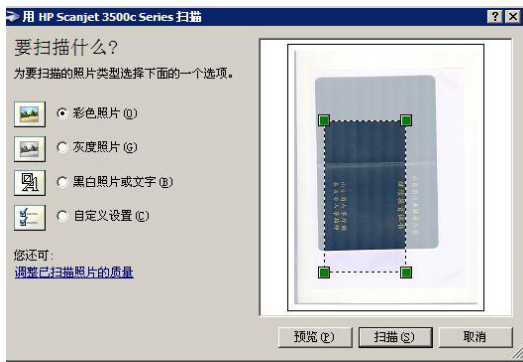 用 HP Scanjet 3500c Series 扫描
要扫描什么?
为要扫描的照片类型选择下面的一个选项。
彩色照片(O)
灰度照片(G)
黑白照片或文字(B)
自定义设置(C)
您还可:
调整已扫描照片的质量
预览(P)
扫描(S)
取消